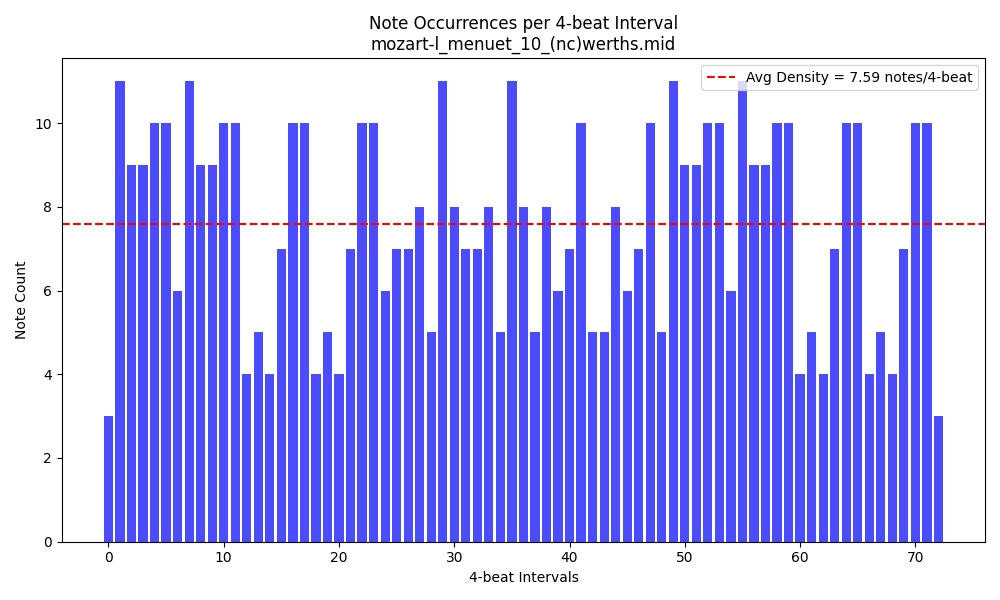 Note Occurrences per 4-beat Interval
mozart-l_menuet_10_(nc)werths.mid
Avg Density = 7.59 notes/4-beat
Note Count
10
8
6
4
2
0
0 10 20 30 40 50 60 70
4-beat Intervals